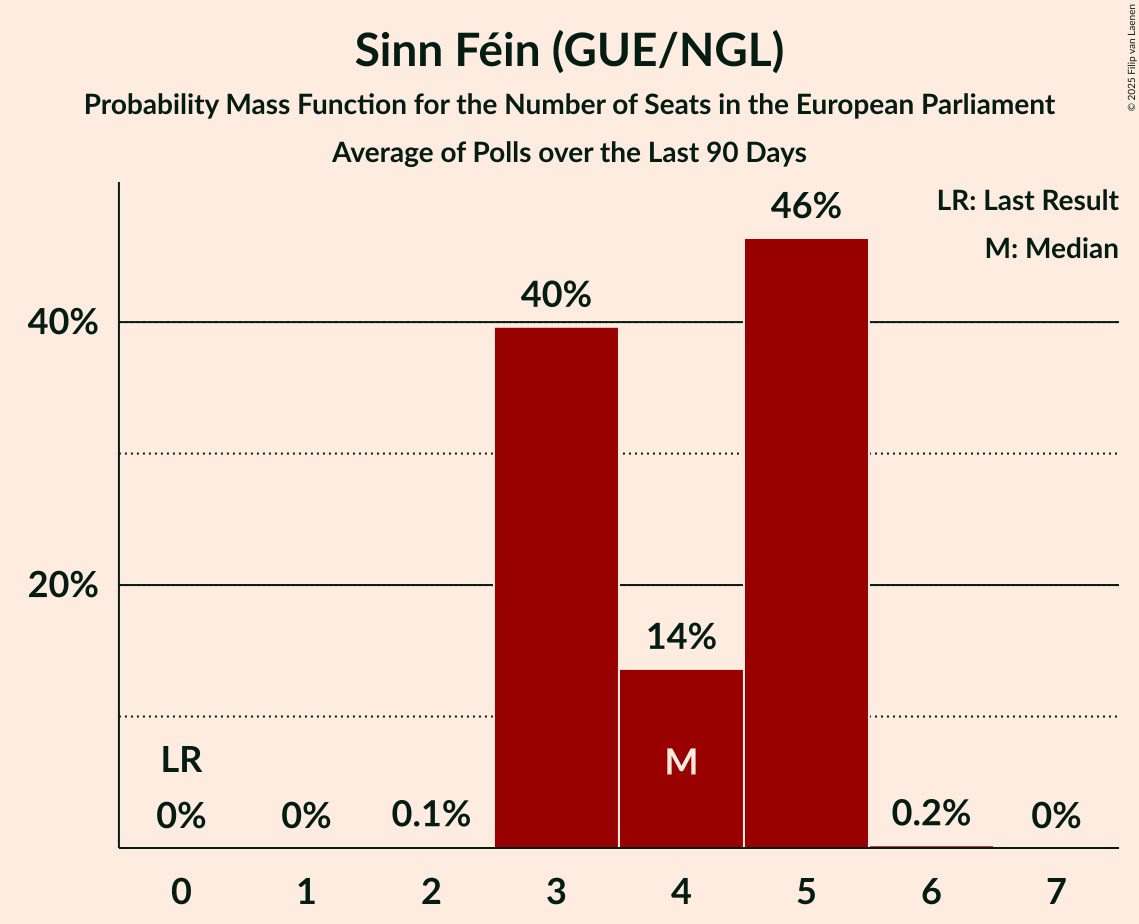 Sinn Féin (GUE/NGL)
Probability Mass Function for the Number of Seats in the European Parliament
Average of Polls over the Last 90 Days
© 2025 Filip van Laenen
LR: Last Result
M: Median
46%
40%
40%
20%
14%
M
LR
0%
0%
0.1%
0.2%
0%
0 1 2 3 4 5 6 7